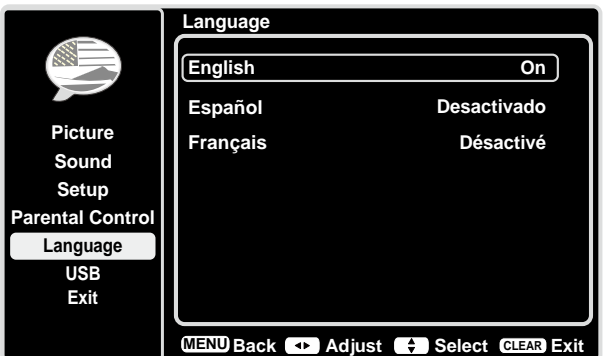 Language
English On
Español Desactivado
Français Désactivé
Picture
Sound
Setup
Parental Control
Language
USB
Exit
MENU Back Adjust Select CLEAR Exit